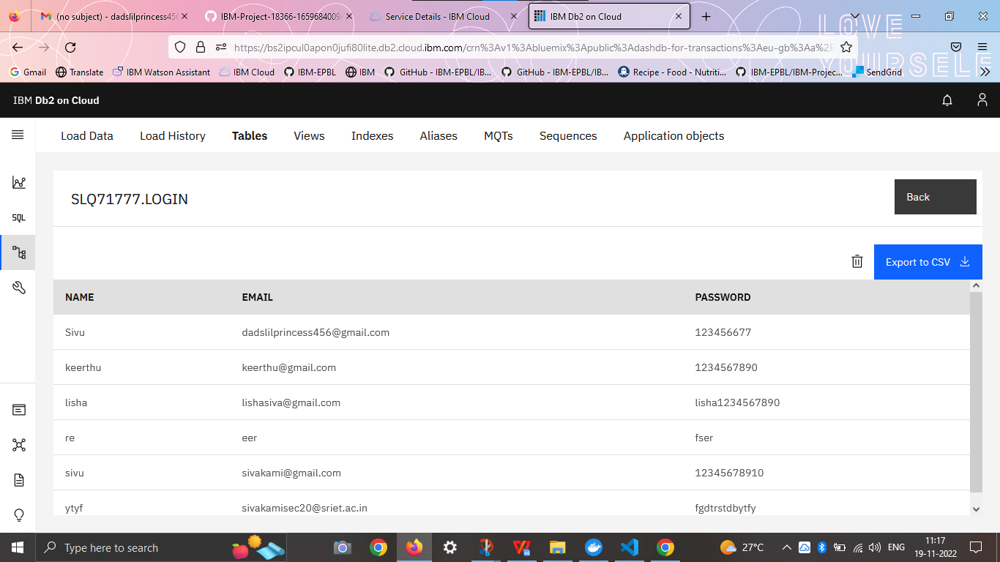 (no subject) - dadslilprincess456
IBM-Project-18366-1659684009/
Service Details - IBM Cloud
IBM Db2 on Cloud
LOVE
YOURSELF
https://bs2ipcul0apon0jufi80lite.db2.cloud.ibm.com/crn%3Av1%3Abluemix%3Apublic%3Adashdb-for-transactions%3Aeu-gb%3Aa%2F
Gmail
Translate
IBM Watson Assistant
IBM Cloud
IBM-EPBL
IBM
GitHub - IBM-EPBL/IB...
GitHub - IBM-EPBL/IB...
Recipe - Food - Nutriti...
IBM-EPBL/IBM-Projec...
SendGrid
IBM Db2 on Cloud
Load Data
Load History
Tables
Views
Indexes
Aliases
MQTs
Sequences
Application objects
SQL
SLQ71777.LOGIN
Back
Export to CSV
NAME EMAIL PASSWORD
Sivu dadslilprincess456@gmail.com 123456677
keerthu keerthu@gmail.com 1234567890
lisha lishasiva@gmail.com lisha1234567890
re eer fser
sivu sivakami@gmail.com 12345678910
ytyf sivakamisec20@sriet.ac.in fgdtrstdbytfy
Type here to search
27°C
ENG
11:17
19-11-2022